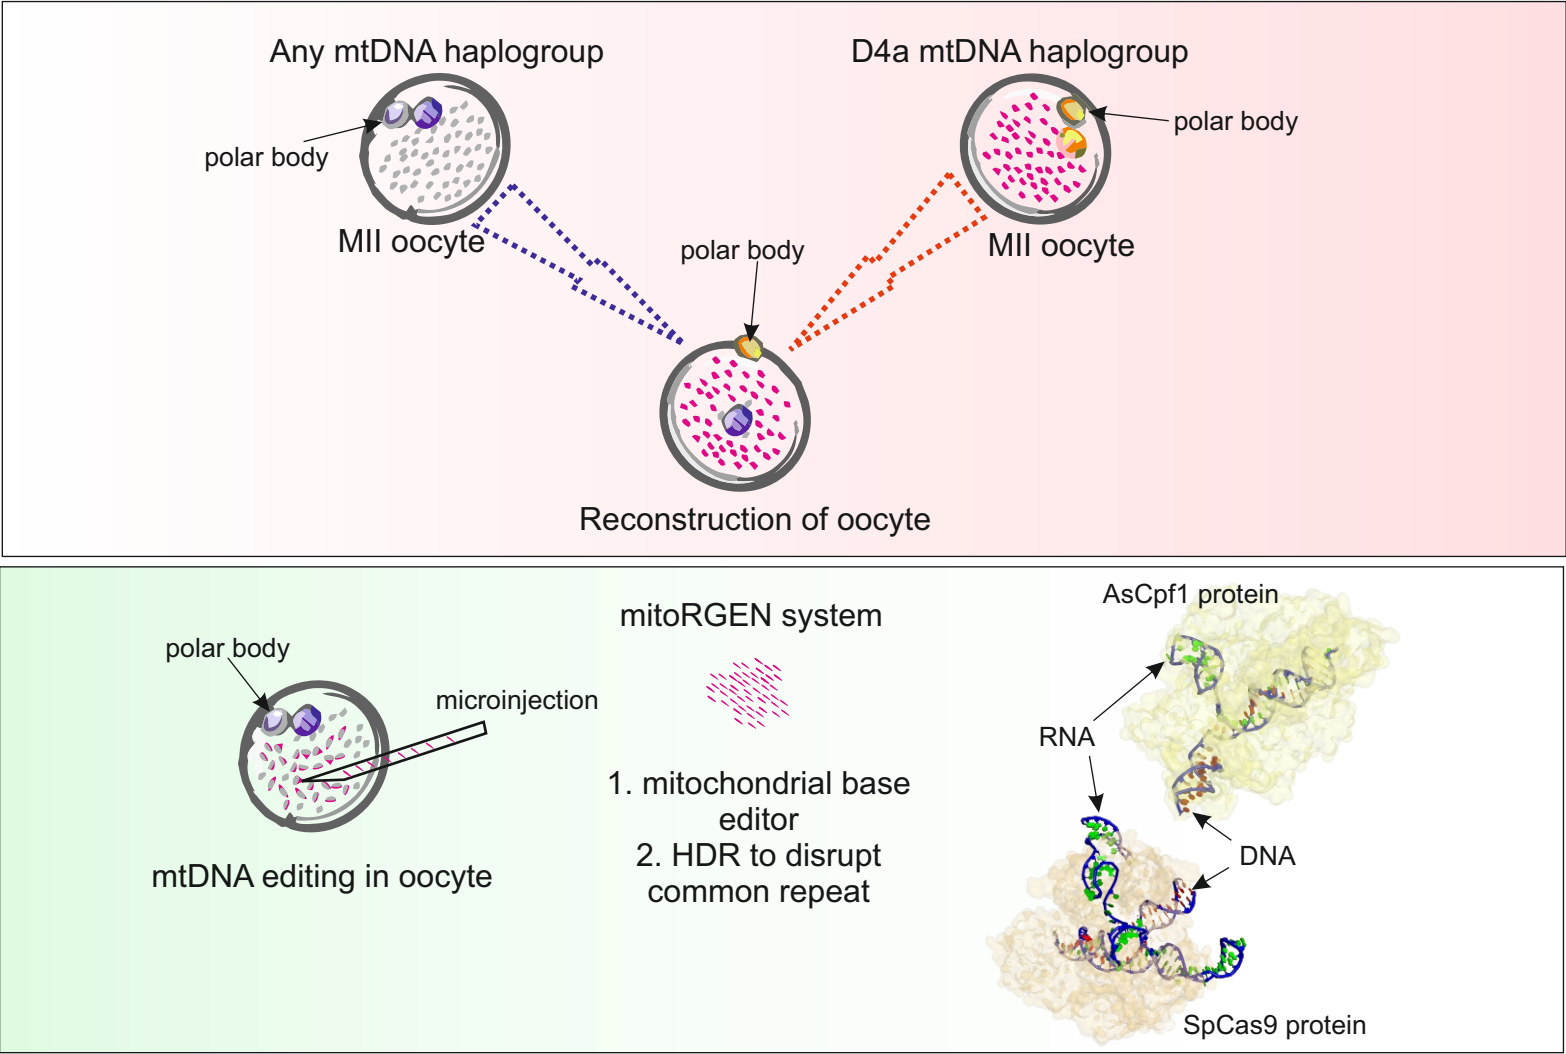 Any mtDNA haplogroup
D4a mtDNA haplogroup
polar body
polar body
MII oocyte
MII oocyte
polar body
Reconstruction of oocyte
AsCpf1 protein
mitoRGEN system
polar body
microinjection
RNA
1. mitochondrial base
editor
2. HDR to disrupt
common repeat
DNA
mtDNA editing in oocyte
SpCas9 protein